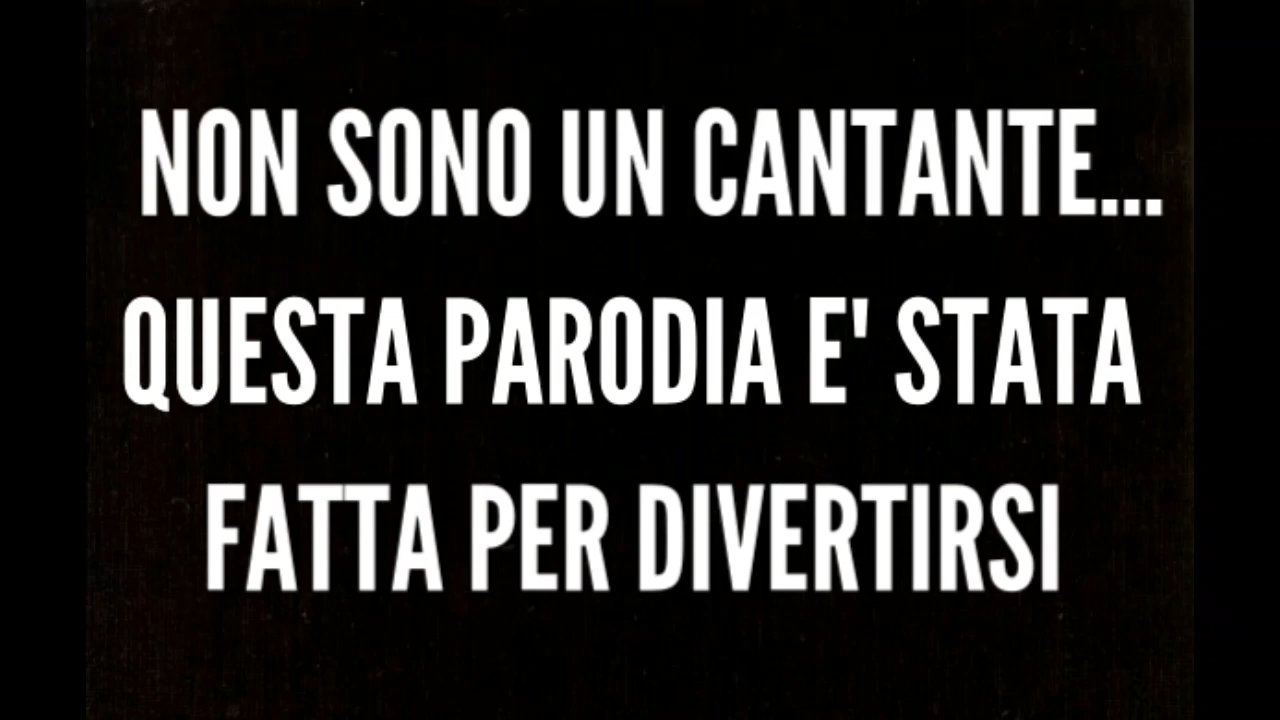 NON SONO UN CANTANTE...
QUESTA PARODIA E' STATA
FATTA PER DIVERTIRSI